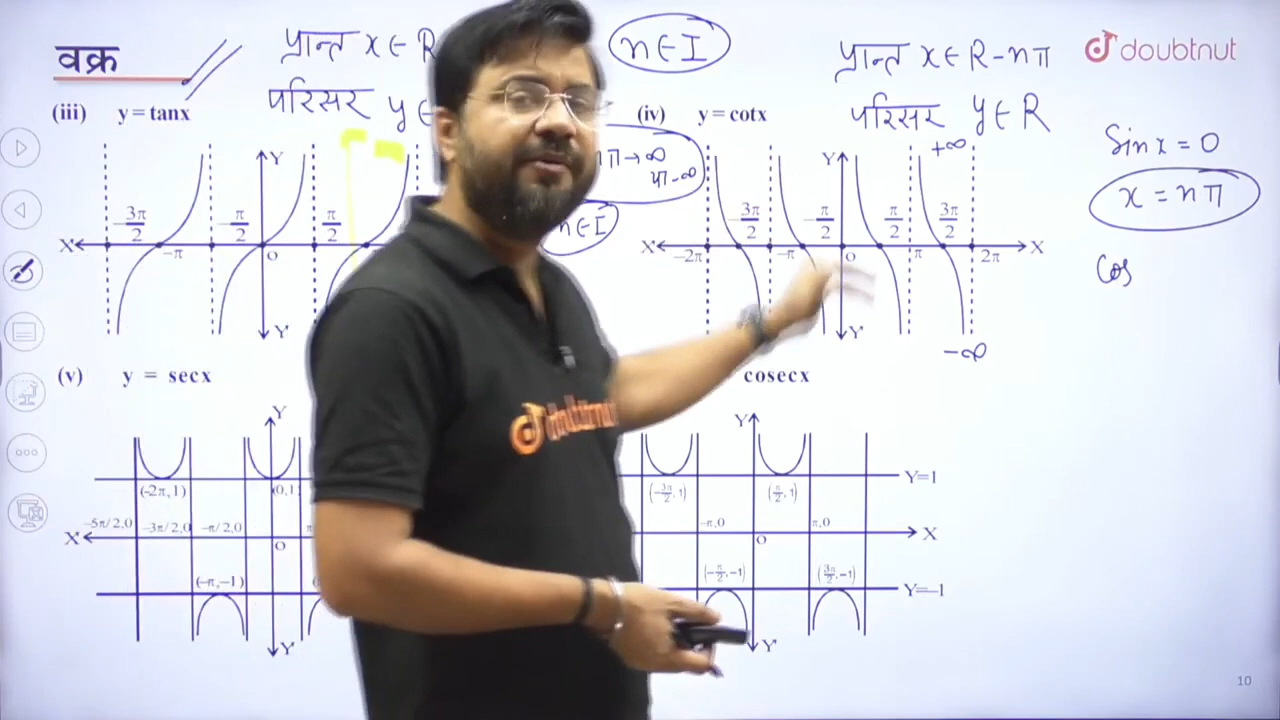 वक्र
प्रान्त x ∈ R
परिसर y ∈
n ∈ I
प्रान्त x ∈ R - nπ
परिसर y ∈ R
doubtnut
(iii) y = tanx
Y
-3π/2
-π/2
π/2
X'
-π
O
Y'
π → ∞
या -∞
n ∈ I
(iv) y = cotx
Y
+∞
-3π/2
-π/2
π/2
3π/2
X'
X
-2π
-π
O
π
2π
Y'
-∞
Sin x = 0
x = nπ
Cos
(v) y = secx
Y
(-2π, 1)
(0,1
-5π/2,0
-3π/2,0
-π/2,0
X'
O
(-π, -1)
Y'
cosecx
Y
Y=1
(-3π/2, 1)
(π/2, 1)
-π,0
π,0
X
O
(-π/2, -1)
(3π/2, -1)
Y=-1
Y'
10